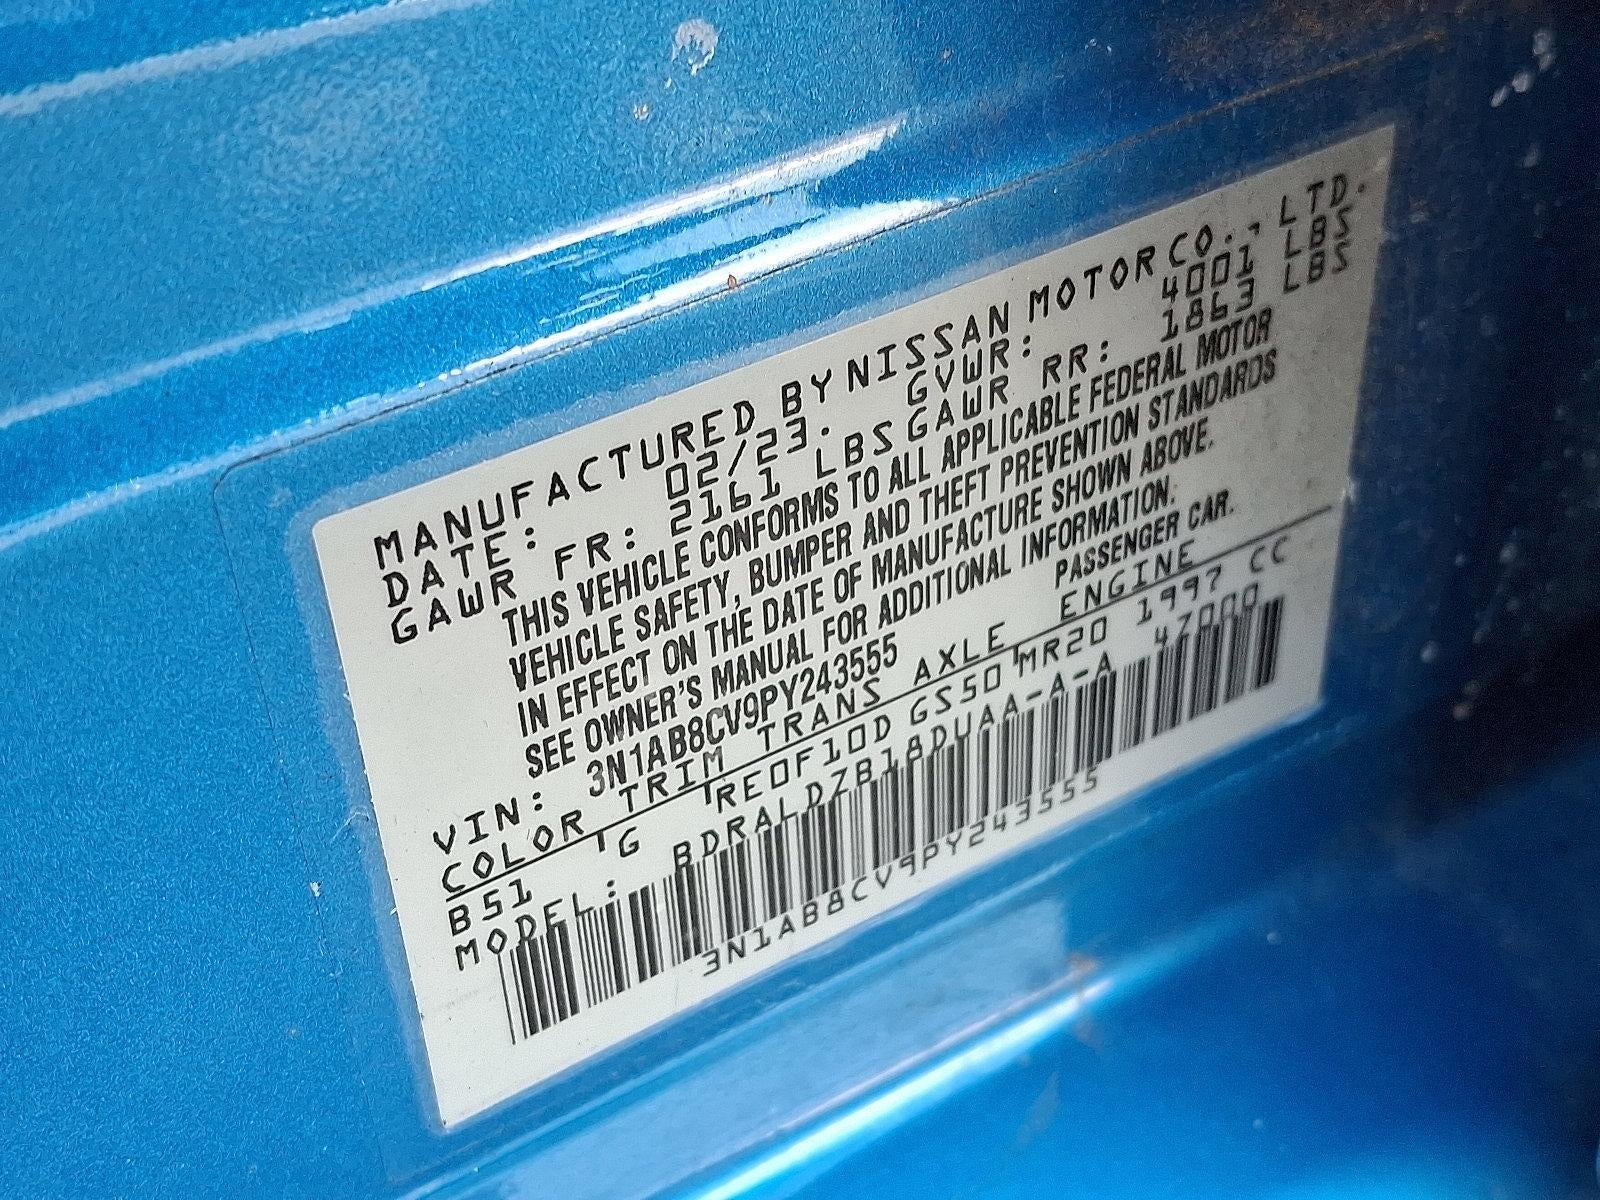 MANUFACTURED BY NISSAN MOTOR CO., LTD.
DATE: 02/23. GVWR: 4001 LBS
GAWR FR: 2161 LBS GAWR RR: 1863 LBS
THIS VEHICLE CONFORMS TO ALL APPLICABLE FEDERAL MOTOR
VEHICLE SAFETY, BUMPER AND THEFT PREVENTION STANDARDS
IN EFFECT ON THE DATE OF MANUFACTURE SHOWN ABOVE.
SEE OWNER'S MANUAL FOR ADDITIONAL INFORMATION.
VIN: 3N1AB8CV9PY243555 PASSENGER CAR.
COLOR TRIM TRANS AXLE ENGINE
B51 G RE0F10D GS50 MR20 1997 CC
MODEL: BDRALDZB18DUAA-A-A 47000
3N1AB8CV9PY243555